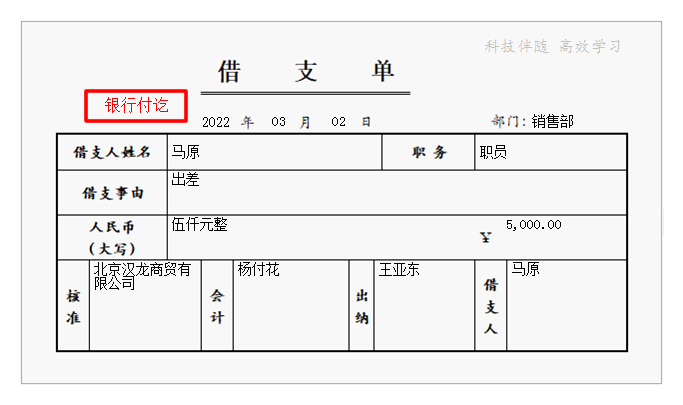 科技伴随 高效学习
借 支 单
银行付讫
2022 年 03 月 02 日 部门：销售部
借支人姓名 马原 职务 职员
借支事由 出差
人民币（大写） 伍仟元整 ¥ 5,000.00
核准 北京汉龙商贸有限公司 会计 杨付花 出纳 王亚东 借支人 马原